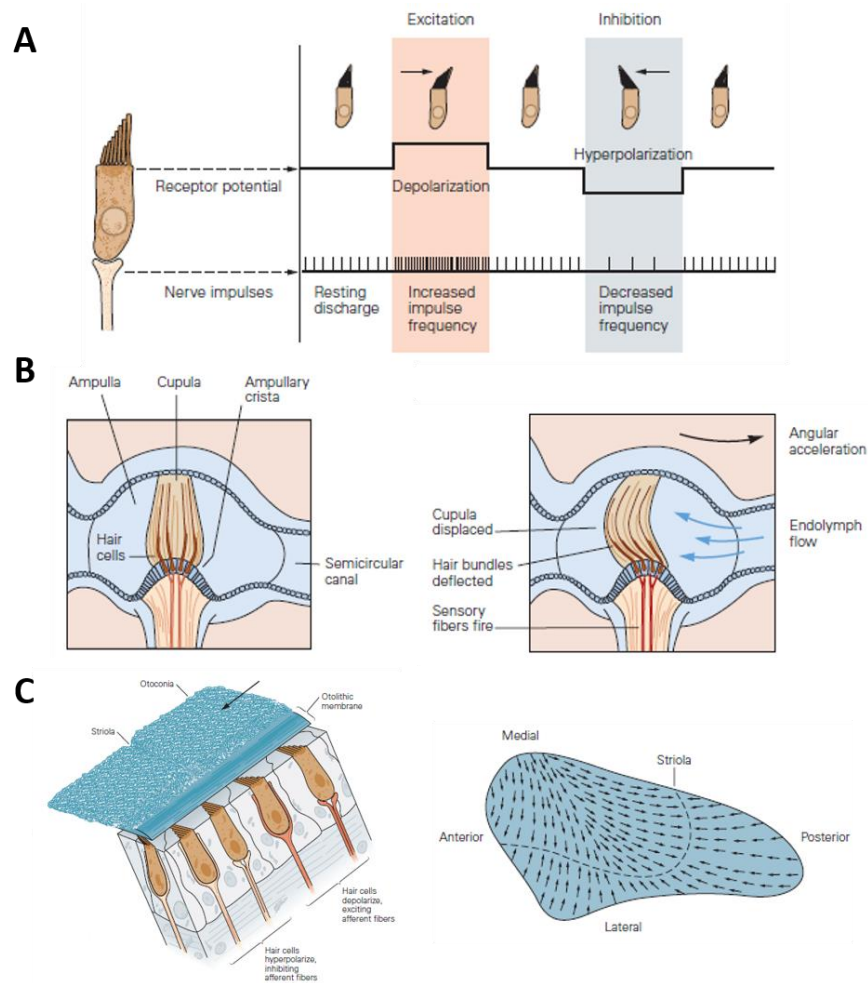 A
Excitation
Inhibition
Hyperpolarization
Receptor potential
Depolarization
Nerve impulses
Resting
discharge
Increased
impulse
frequency
Decreased
impulse
frequency
B
Ampulla
Cupula
Ampullary
crista
Hair
cells
Semicircular
canal
Angular
acceleration
Cupula
displaced
Endolymph
flow
Hair bundles
deflected
Sensory
fibers fire
C
Otoconia
Otolithic
membrane
Striola
Hair cells
depolarize,
exciting
afferent fibers
Hair cells
hyperpolarize,
inhibiting
afferent fibers
Medial
Striola
Anterior
Posterior
Lateral